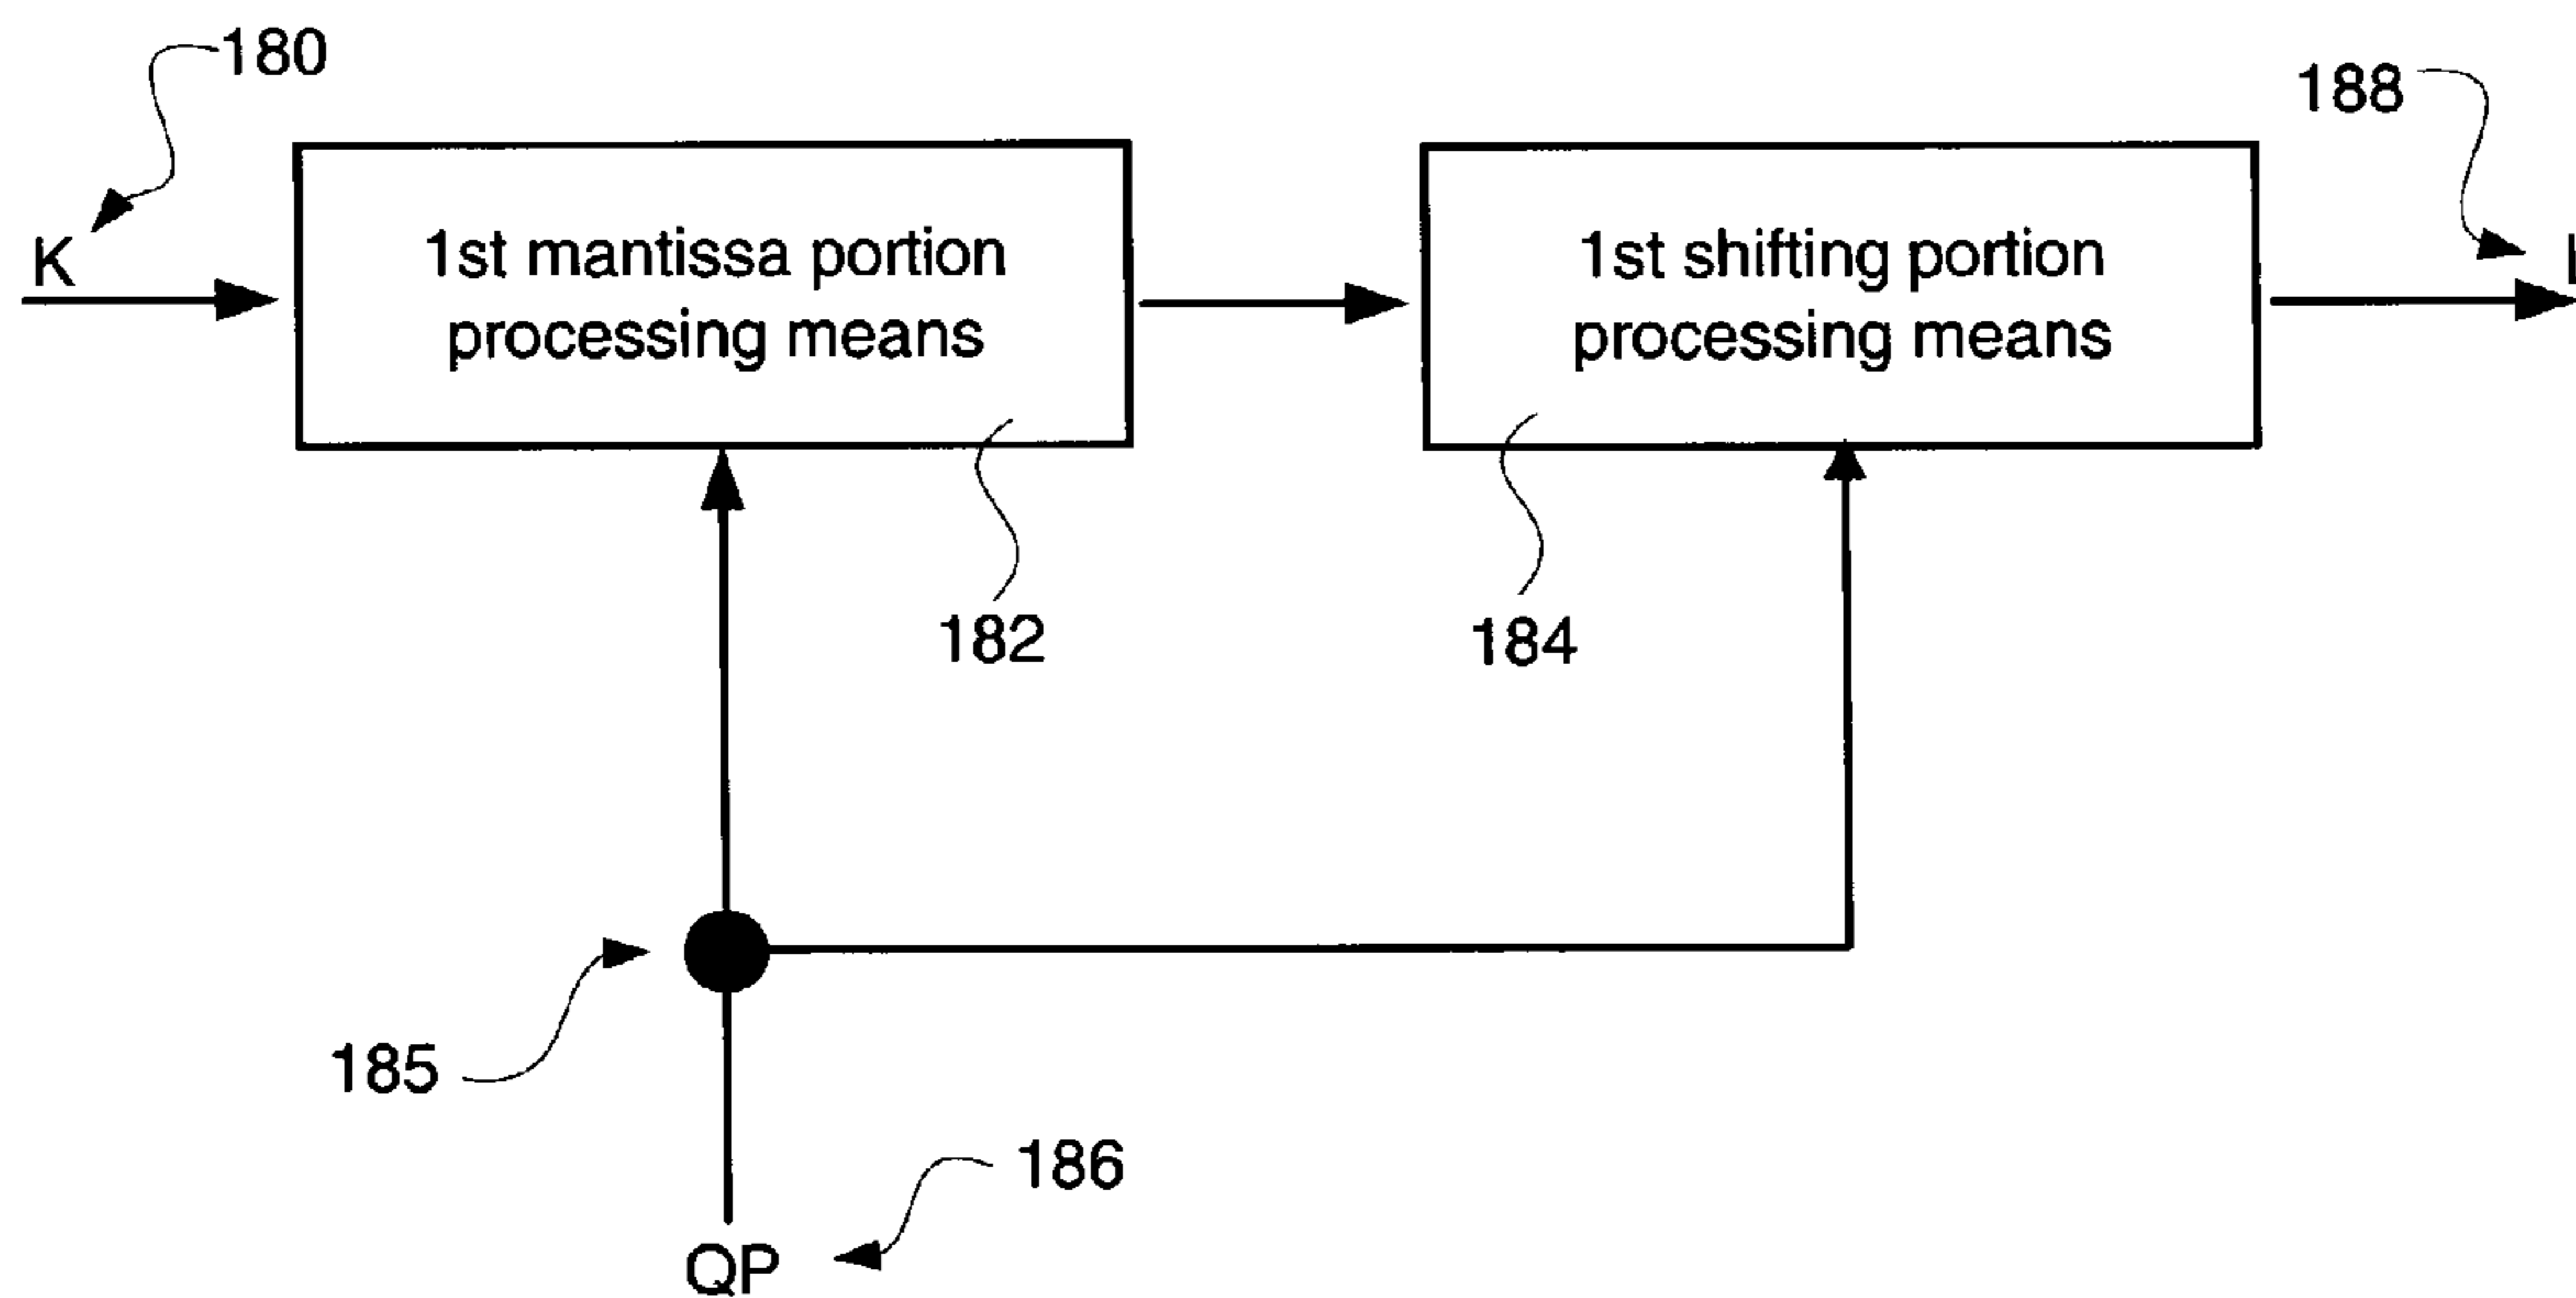 180
188
K
1st mantissa portion
processing means
1st shifting portion
processing means
182
184
185
186
QP